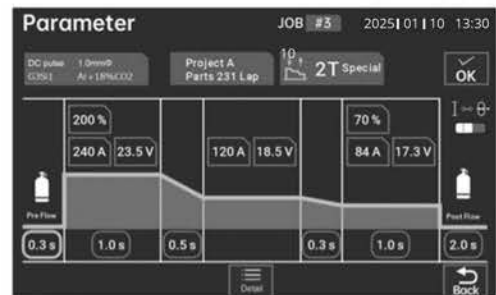 Parameter JOB #3 2025 01 10 13:30
DC pulse 1.0mmΦ
G3Si1 Ar+18%CO2
Project A
Parts 231 Lap
10
2T Special
OK
200 % 70 %
240 A 23.5 V 120 A 18.5 V 84 A 17.3 V
Pre Flow Post Flow
0.3 s 1.0 s 0.5 s 0.3 s 1.0 s 2.0 s
Detail Back